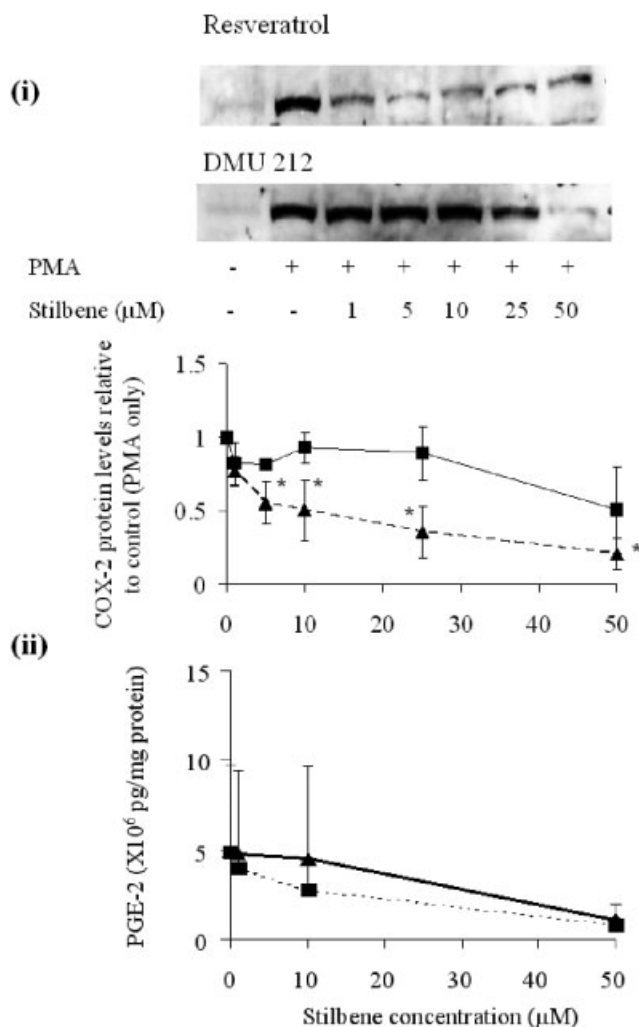 Resveratrol
(i)
DMU 212
PMA - + + + + + +
Stilbene (µM) - - 1 5 10 25 50
COX-2 protein levels relative
to control (PMA only)
1.5
1
0.5
0
* *
*
*
0 10 20 30 40 50
(ii)
PGE-2 (X10⁶ pg/mg protein)
15
10
5
0
0 10 20 30 40 50
Stilbene concentration (µM)